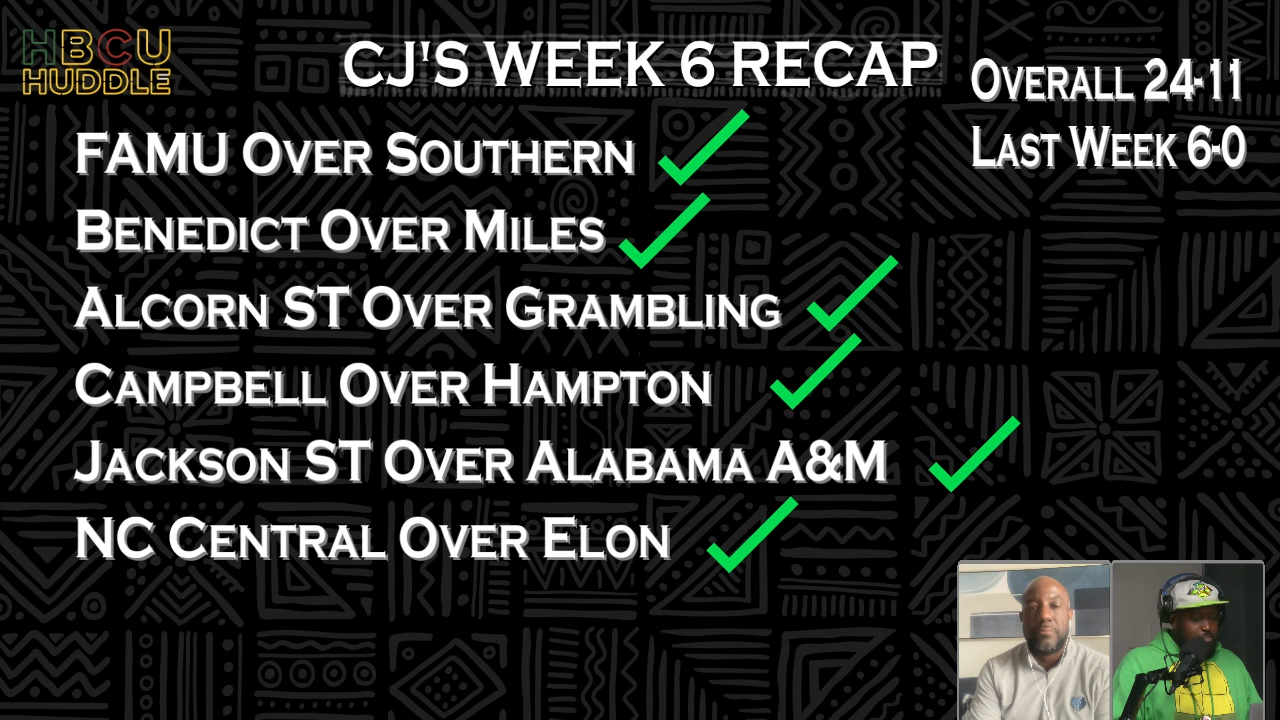 HBCU
HUDDLE
CJ'S WEEK 6 RECAP
OVERALL 24-11
LAST WEEK 6-0
FAMU OVER SOUTHERN
BENEDICT OVER MILES
ALCORN ST OVER GRAMBLING
CAMPBELL OVER HAMPTON
JACKSON ST OVER ALABAMA A&M
NC CENTRAL OVER ELON